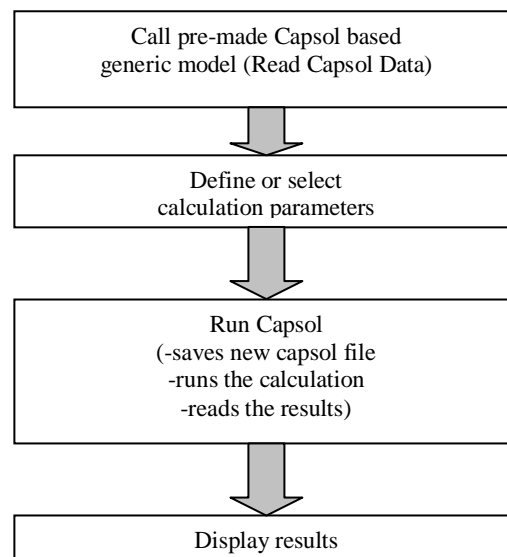 Call pre-made Capsol based
generic model (Read Capsol Data)
Define or select
calculation parameters
Run Capsol
(-saves new capsol file
-runs the calculation
-reads the results)
Display results